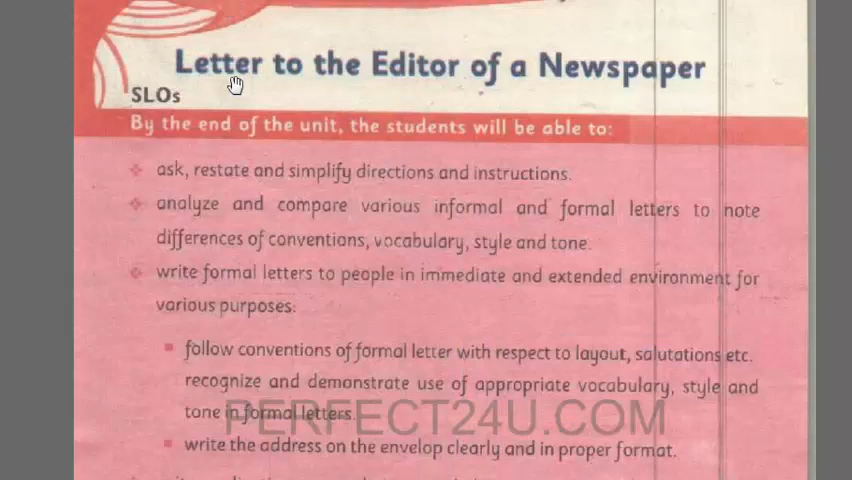 Letter to the Editor of a Newspaper
SLOs
By the end of the unit, the students will be able to:
ask, restate and simplify directions and instructions.
analyze and compare various informal and formal letters to note
differences of conventions, vocabulary, style and tone.
write formal letters to people in immediate and extended environment for
various purposes:
follow conventions of formal letter with respect to layout, salutations etc.
recognize and demonstrate use of appropriate vocabulary, style and
tone in formal letters.
PERFECT24U.COM
write the address on the envelop clearly and in proper format.